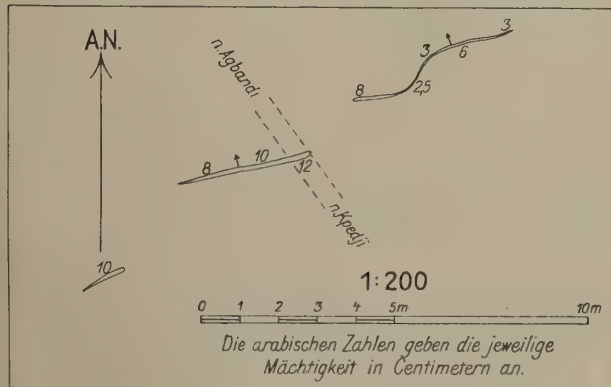 A.N.
n.Agbandi
3
3
6
8
2,5
8
10
12
n.Kpedji
10
1:200
0 1 2 3 4 5m 10m
Die arabischen Zahlen geben die jeweilige
Mächtigkeit in Centimetern an.